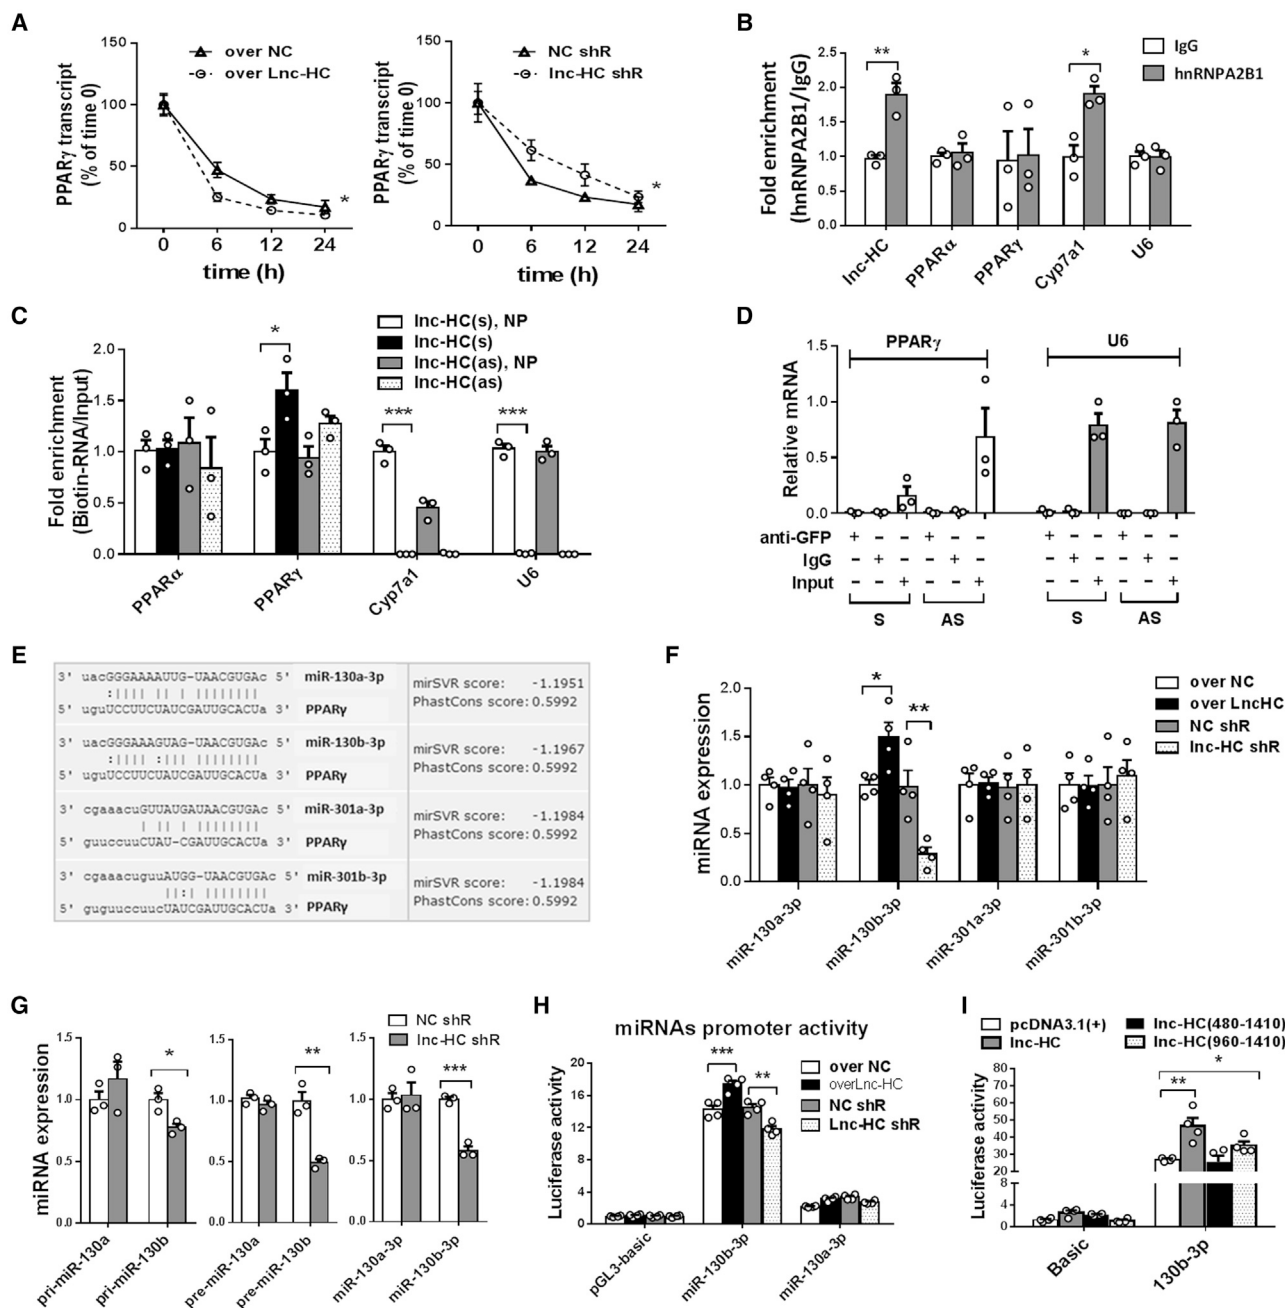 A
PPARγ transcript
(% of time 0)
over NC
over Lnc-HC
150
100
50
0
*
0 6 12 24
time (h)
PPARγ transcript
(% of time 0)
NC shR
lnc-HC shR
150
100
50
0
*
0 6 12 24
time (h)
B
Fold enrichment
(hnRNPA2B1/IgG)
IgG
hnRNPA2B1
2.5
2.0
1.5
1.0
0.5
0.0
** *
lnc-HC PPARα PPARγ Cyp7a1 U6
C
Fold enrichment
(Biotin-RNA/Input)
lnc-HC(s), NP
lnc-HC(s)
lnc-HC(as), NP
lnc-HC(as)
2.0
1.5
1.0
0.5
0.0
* *** ***
PPARα PPARγ Cyp7a1 U6
D
Relative mRNA
PPARγ U6
1.5
1.0
0.5
0.0
anti-GFP + - - + - - + - - + - -
IgG - + - - + - - + - - + -
Input - - + - - + - - + - - +
S AS S AS
E
3' uacGGGAAAAUUG-UAACGUGAc 5' miR-130a-3p
:|||| || | ||||||||
5' uguUCCUUCUAUCGAUUGCACUa 3' PPARγ
mirSVR score: -1.1951
PhastCons score: 0.5992
3' uacGGGAAAGUAG-UAACGUGAc 5' miR-130b-3p
:|||| :||| ||||||||
5' uguUCCUUCUAUCGAUUGCACUa 3' PPARγ
mirSVR score: -1.1967
PhastCons score: 0.5992
3' cgaaacuGUUAUGAUAACGUGAc 5' miR-301a-3p
| || | ||||||||
5' guuccuuCUAU-CGAUUGCACUa 3' PPARγ
mirSVR score: -1.1984
PhastCons score: 0.5992
3' cgaaacuguuAUGG-UAACGUGAc 5' miR-301b-3p
||:| ||||||||
5' guguuccuucUAUCGAUUGCACUa 3' PPARγ
mirSVR score: -1.1984
PhastCons score: 0.5992
F
miRNA expression
over NC
over LncHC
NC shR
lnc-HC shR
2.0
1.5
1.0
0.5
0.0
* **
miR-130a-3p miR-130b-3p miR-301a-3p miR-301b-3p
G
miRNA expression
NC shR
lnc-HC shR
1.5
1.0
0.5
0.0
*
pri-miR-130a pri-miR-130b
1.5
1.0
0.5
0.0
**
pre-miR-130a pre-miR-130b
1.5
1.0
0.5
0.0
***
miR-130a-3p miR-130b-3p
H
miRNAs promoter activity
Luciferase activity
over NC
overLnc-HC
NC shR
Lnc-HC shR
20
16
12
8
4
0
*** **
pGL3-basic miR-130b-3p miR-130a-3p
I
pcDNA3.1(+)
lnc-HC
lnc-HC(480-1410)
lnc-HC(960-1410)
Luciferase activity
80
70
60
50
40
30
20
8
4
0
*
**
Basic 130b-3p